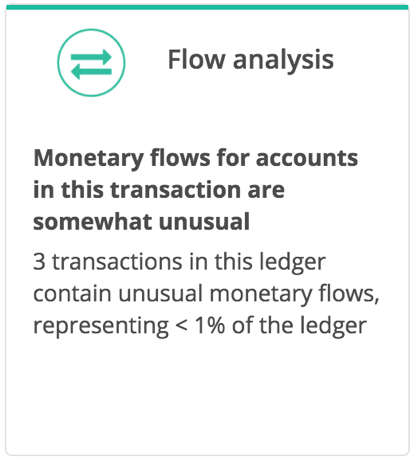 Flow analysis
Monetary flows for accounts
in this transaction are
somewhat unusual
3 transactions in this ledger
contain unusual monetary flows,
representing < 1% of the ledger